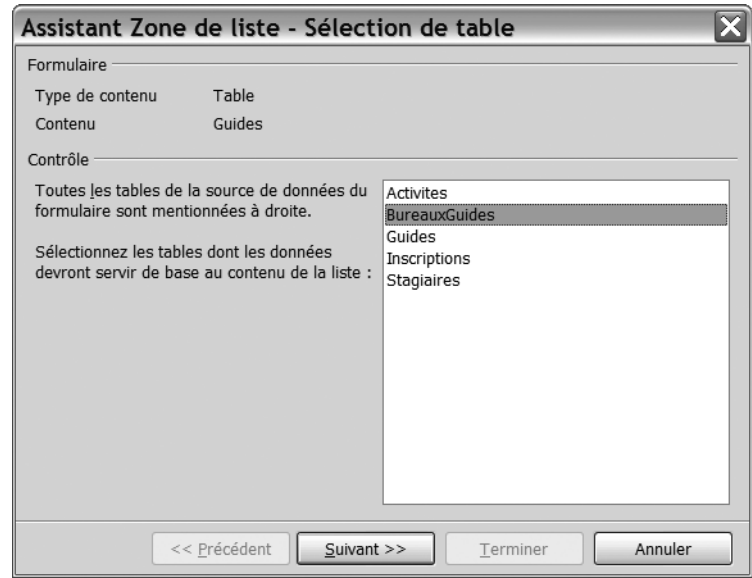 Assistant Zone de liste - Sélection de table
Formulaire
Type de contenu Table
Contenu Guides
Contrôle
Toutes les tables de la source de données du
formulaire sont mentionnées à droite.
Sélectionnez les tables dont les données
devront servir de base au contenu de la liste :
Activites
BureauxGuides
Guides
Inscriptions
Stagiaires
<< Précédent Suivant >> Terminer Annuler